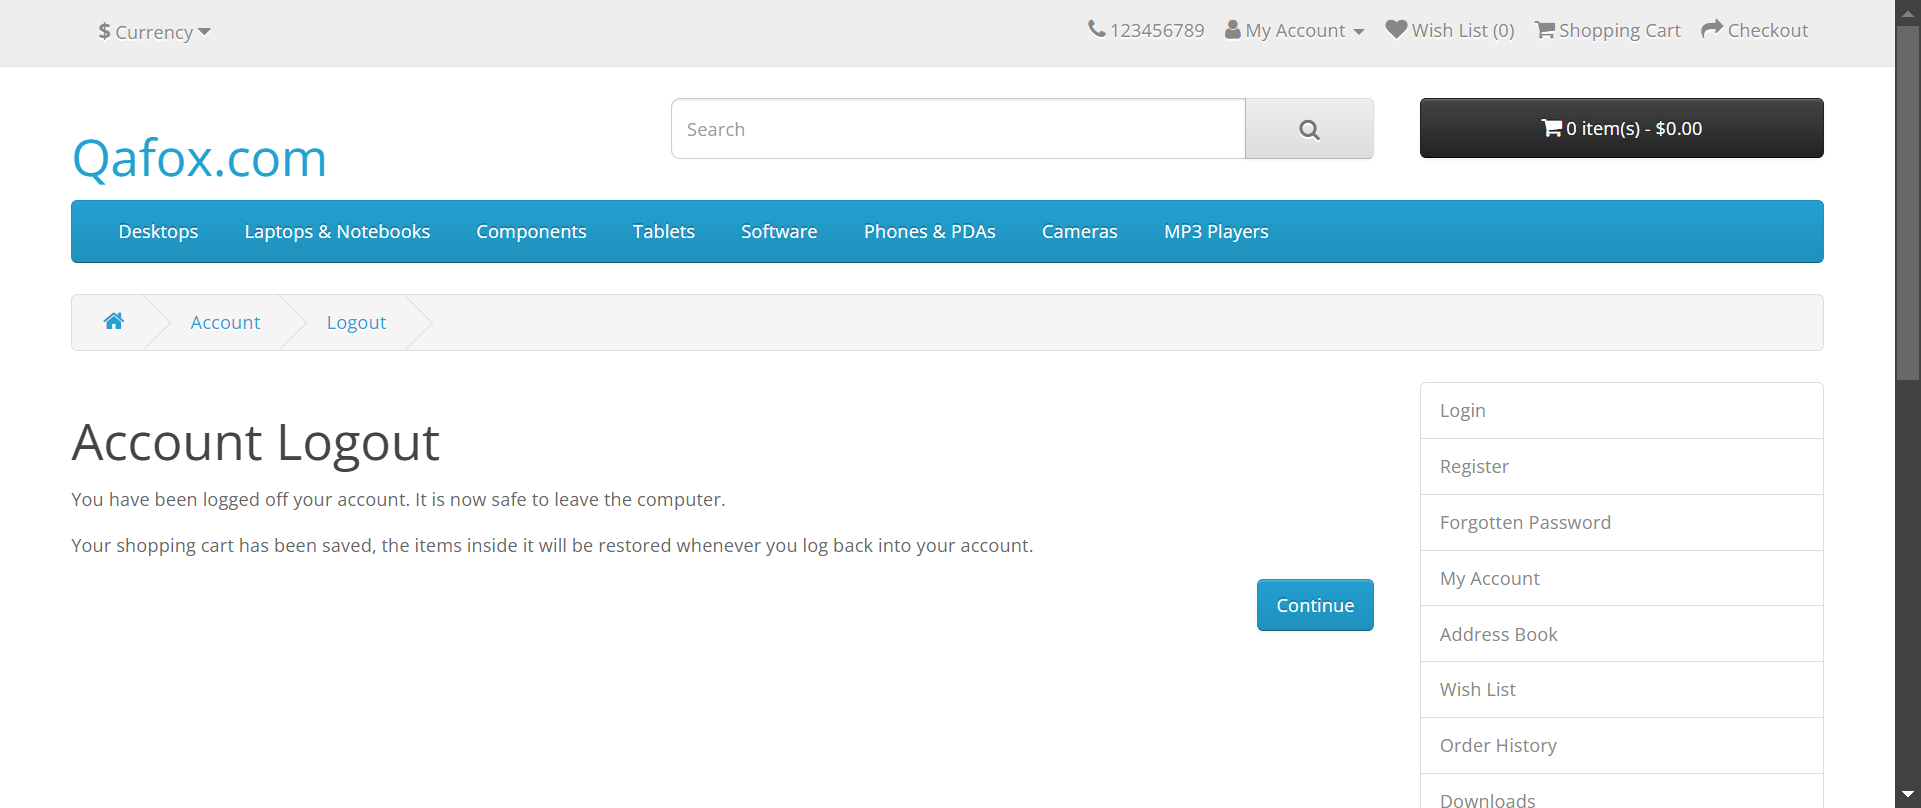 $ Currency
123456789 My Account Wish List (0) Shopping Cart Checkout
Qafox.com
Search
0 item(s) - $0.00
Desktops Laptops & Notebooks Components Tablets Software Phones & PDAs Cameras MP3 Players
Account Logout
Account Logout
You have been logged off your account. It is now safe to leave the computer.
Your shopping cart has been saved, the items inside it will be restored whenever you log back into your account.
Continue
Login
Register
Forgotten Password
My Account
Address Book
Wish List
Order History
Downloads